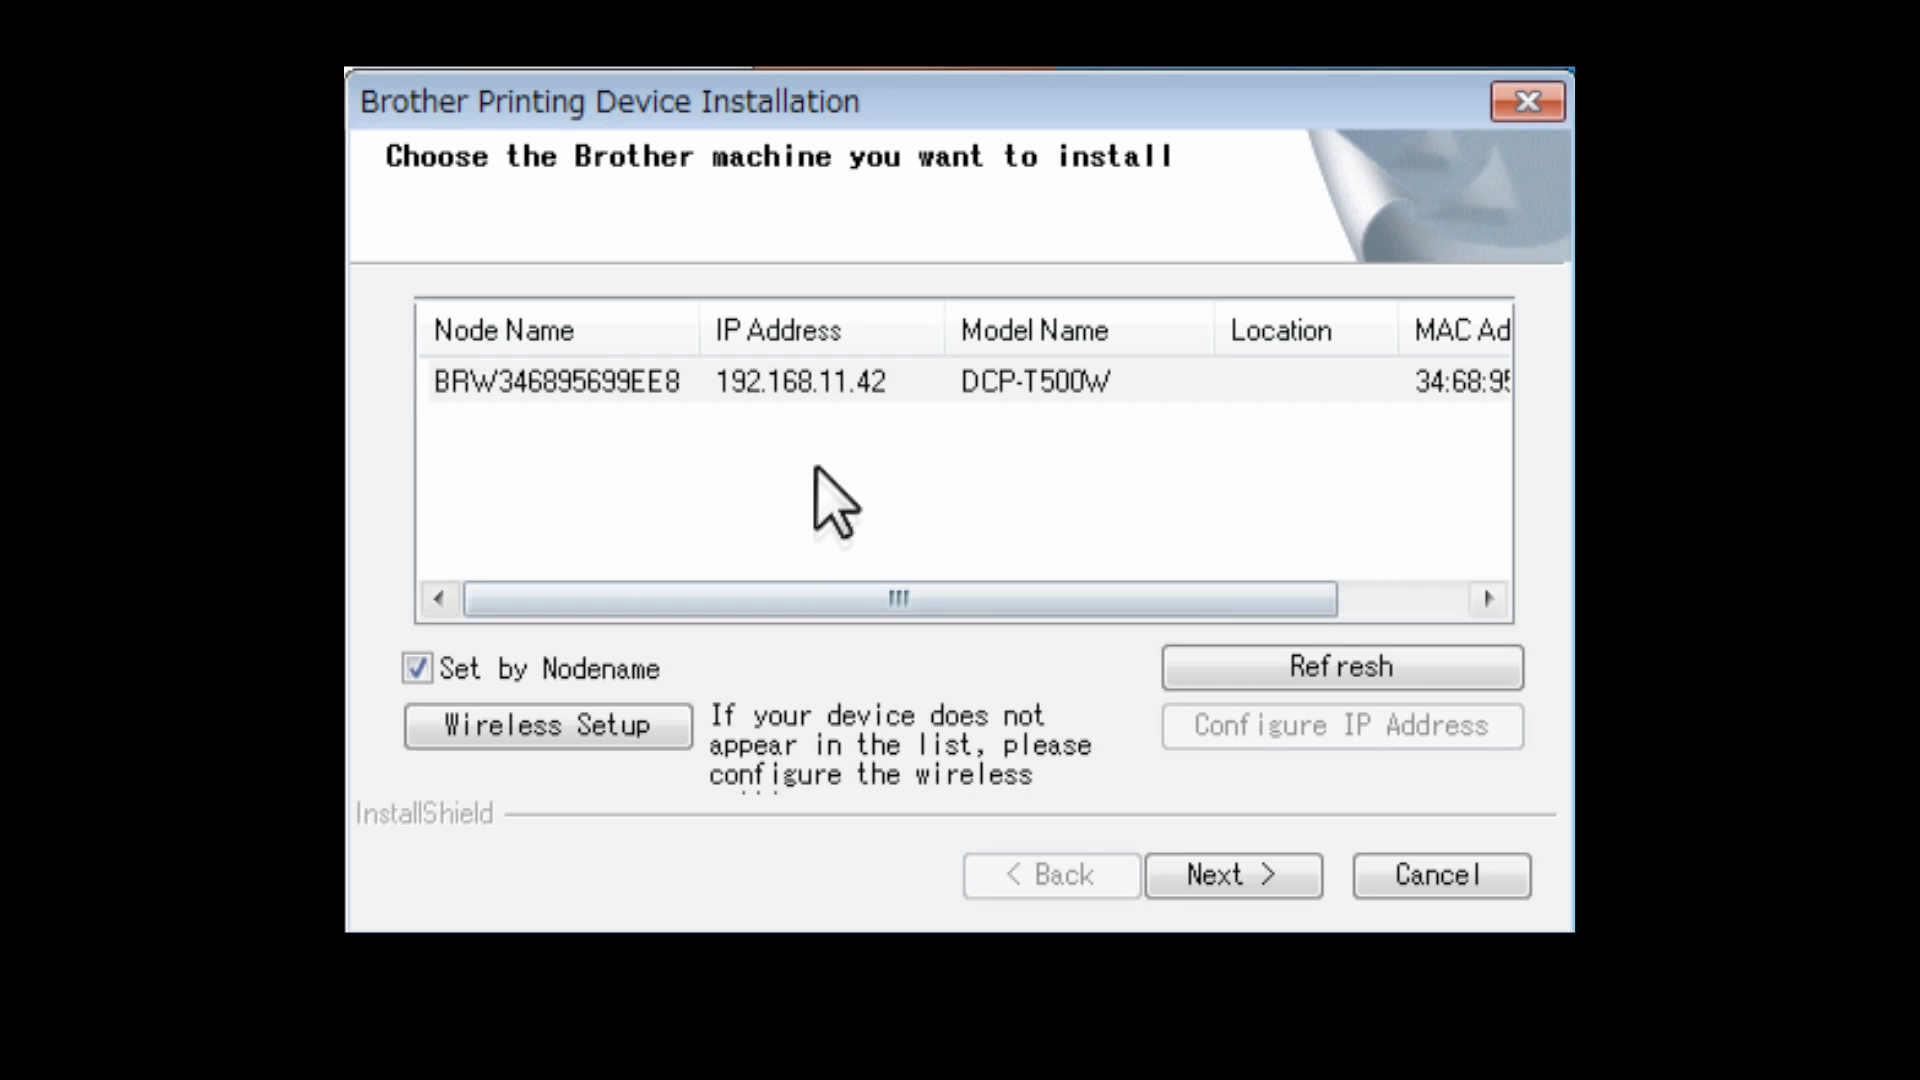 Brother Printing Device Installation
Choose the Brother machine you want to install
Node Name IP Address Model Name Location MAC Ad
BRW346895699EE8 192.168.11.42 DCP-T500W 34:68:95
Set by Nodename
Refresh
Wireless Setup
If your device does not
appear in the list, please
configure the wireless
Configure IP Address
InstallShield
< Back Next > Cancel